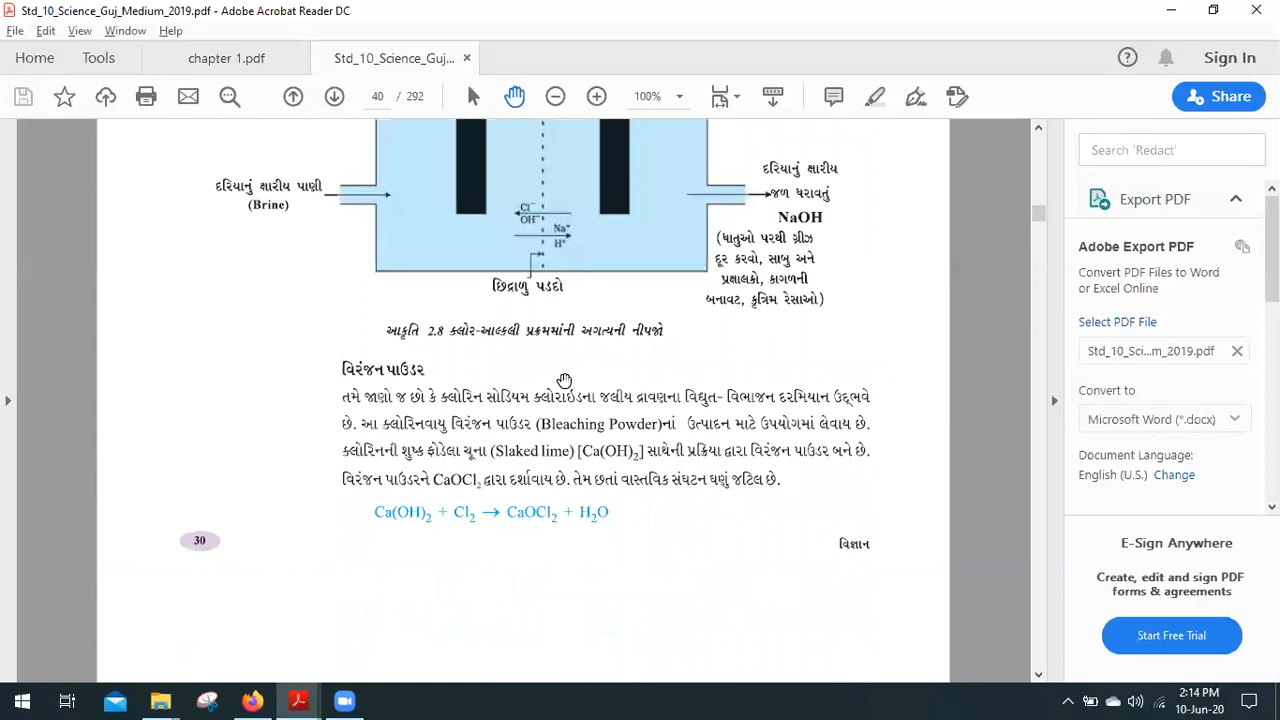 Std_10_Science_Guj_Medium_2019.pdf - Adobe Acrobat Reader DC
File Edit View Window Help
Home Tools chapter 1.pdf Std_10_Science_Guj... × Sign In
40 / 292 100% Share
દરિયાનું ક્ષારીય પાણી
(Brine)
Cl⁻
OH⁻
Na⁺
H⁺
છિદ્રાળુ પડદો
દરિયાનું ક્ષારીય
જળ ધરાવતું
NaOH
(ધાતુઓ પરથી ગ્રીઝ
દૂર કરવો, સાબુ અને
પ્રક્ષાલકો, કાગળની
બનાવટ, કૃત્રિમ રેસાઓ)
આકૃતિ 2.8 ક્લોર-આલ્કલી પ્રક્રમમાંની અગત્યની નીપજો
વિરંજન પાઉડર
તમે જાણો જ છો કે ક્લોરિન સોડિયમ ક્લોરાઇડના જલીય દ્રાવણના વિદ્યુત- વિભાજન દરમિયાન ઉદ્દભવે
છે. આ ક્લોરિનવાયુ વિરંજન પાઉડર (Bleaching Powder)નાં ઉત્પાદન માટે ઉપયોગમાં લેવાય છે.
ક્લોરિનની શુષ્ક ફોડેલા ચૂના (Slaked lime) [Ca(OH)₂] સાથેની પ્રક્રિયા દ્વારા વિરંજન પાઉડર બને છે.
વિરંજન પાઉડરને CaOCl₂ દ્વારા દર્શાવાય છે. તેમ છતાં વાસ્તવિક સંઘટન ઘણું જટિલ છે.
Ca(OH)₂ + Cl₂ → CaOCl₂ + H₂O
30
વિજ્ઞાન
Search 'Redact'
Export PDF
Adobe Export PDF
Convert PDF Files to Word
or Excel Online
Select PDF File
Std_10_Sci...m_2019.pdf ×
Convert to
Microsoft Word (*.docx)
Document Language:
English (U.S.) Change
E-Sign Anywhere
Create, edit and sign PDF
forms & agreements
Start Free Trial
2:14 PM
10-Jun-20